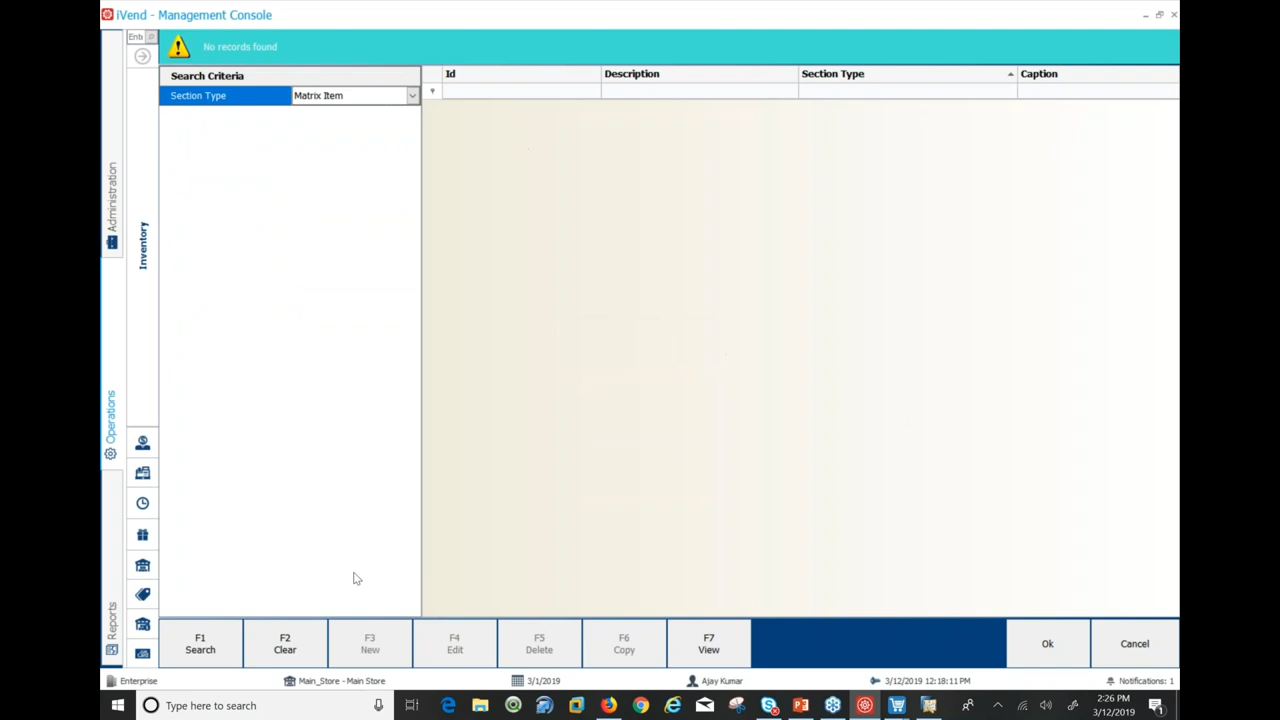 iVend - Management Console
Ent
No records found
Search Criteria
Section Type
Matrix Item
Id
Description
Section Type
Caption
Administration
Inventory
Operations
Reports
F1
Search
F2
Clear
F3
New
F4
Edit
F5
Delete
F6
Copy
F7
View
Ok
Cancel
Enterprise
Main_Store - Main Store
3/1/2019
Ajay Kumar
3/12/2019 12:18:11 PM
Notifications: 1
Type here to search
2:26 PM
3/12/2019
1